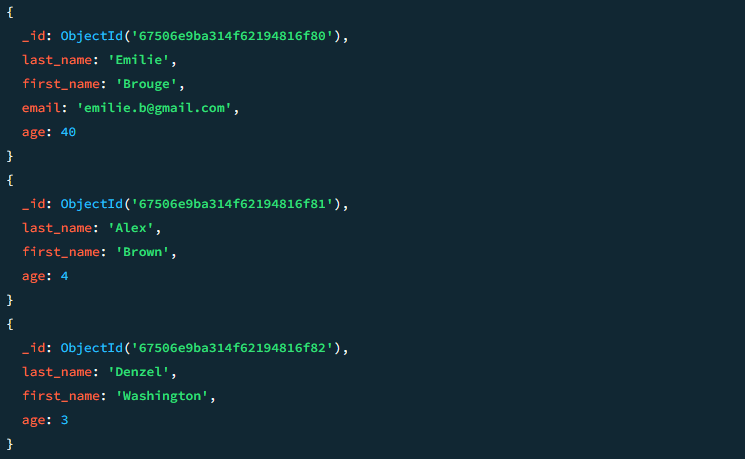 {
  _id: ObjectId('67506e9ba314f62194816f80'),
  last_name: 'Emilie',
  first_name: 'Brouge',
  email: 'emilie.b@gmail.com',
  age: 40
}
{
  _id: ObjectId('67506e9ba314f62194816f81'),
  last_name: 'Alex',
  first_name: 'Brown',
  age: 4
}
{
  _id: ObjectId('67506e9ba314f62194816f82'),
  last_name: 'Denzel',
  first_name: 'Washington',
  age: 3
}